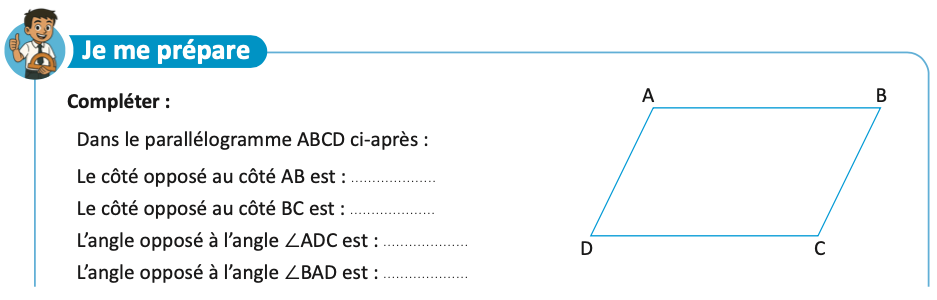 Je me prépare
Compléter :
Dans le parallélogramme ABCD ci-après :
Le côté opposé au côté AB est : ....................
Le côté opposé au côté BC est : ....................
L’angle opposé à l’angle ∠ADC est : ....................
L’angle opposé à l’angle ∠BAD est : ....................
A B
D C